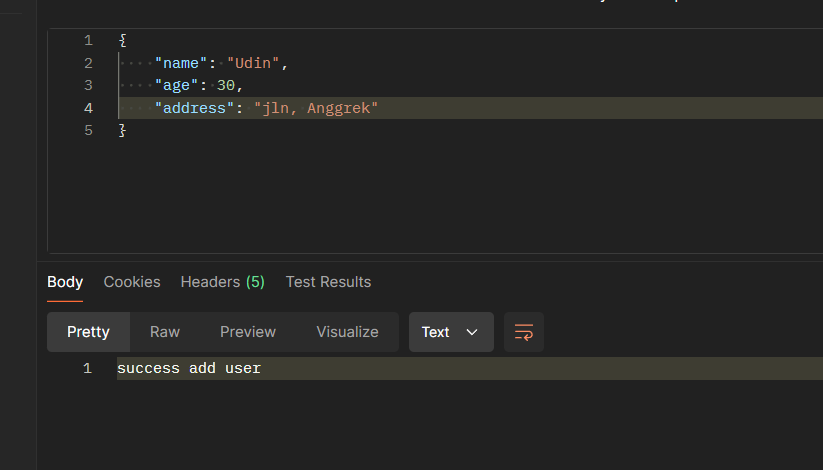 1 {
2 "name": "Udin",
3 "age": 30,
4 "address": "jln, Anggrek"
5 }
Body Cookies Headers (5) Test Results
Pretty Raw Preview Visualize Text
1 success add user